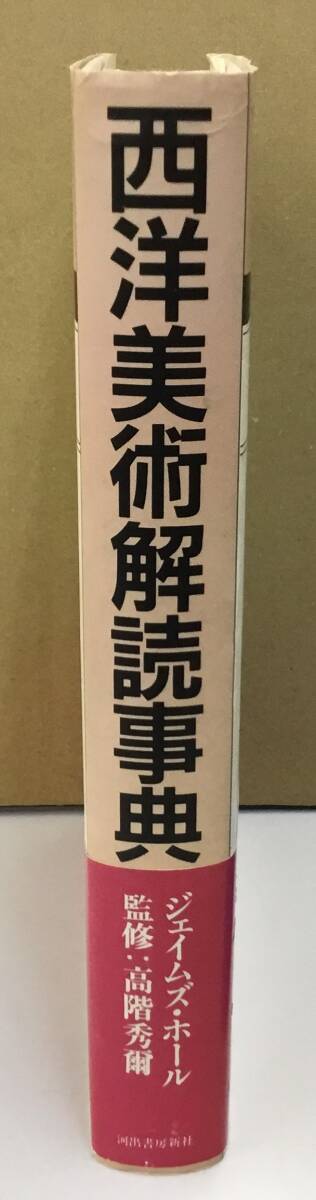 西洋美術解読事典
ジェイムズ・ホール
監修:高階秀爾
河出書房新社